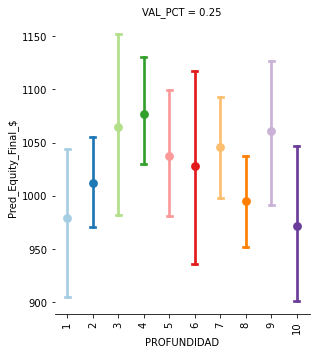 VAL_PCT = 0.25
1150
1100
1050
1000
950
900
Pred_Equity_Final_$
1 2 3 4 5 6 7 8 9 10
PROFUNDIDAD